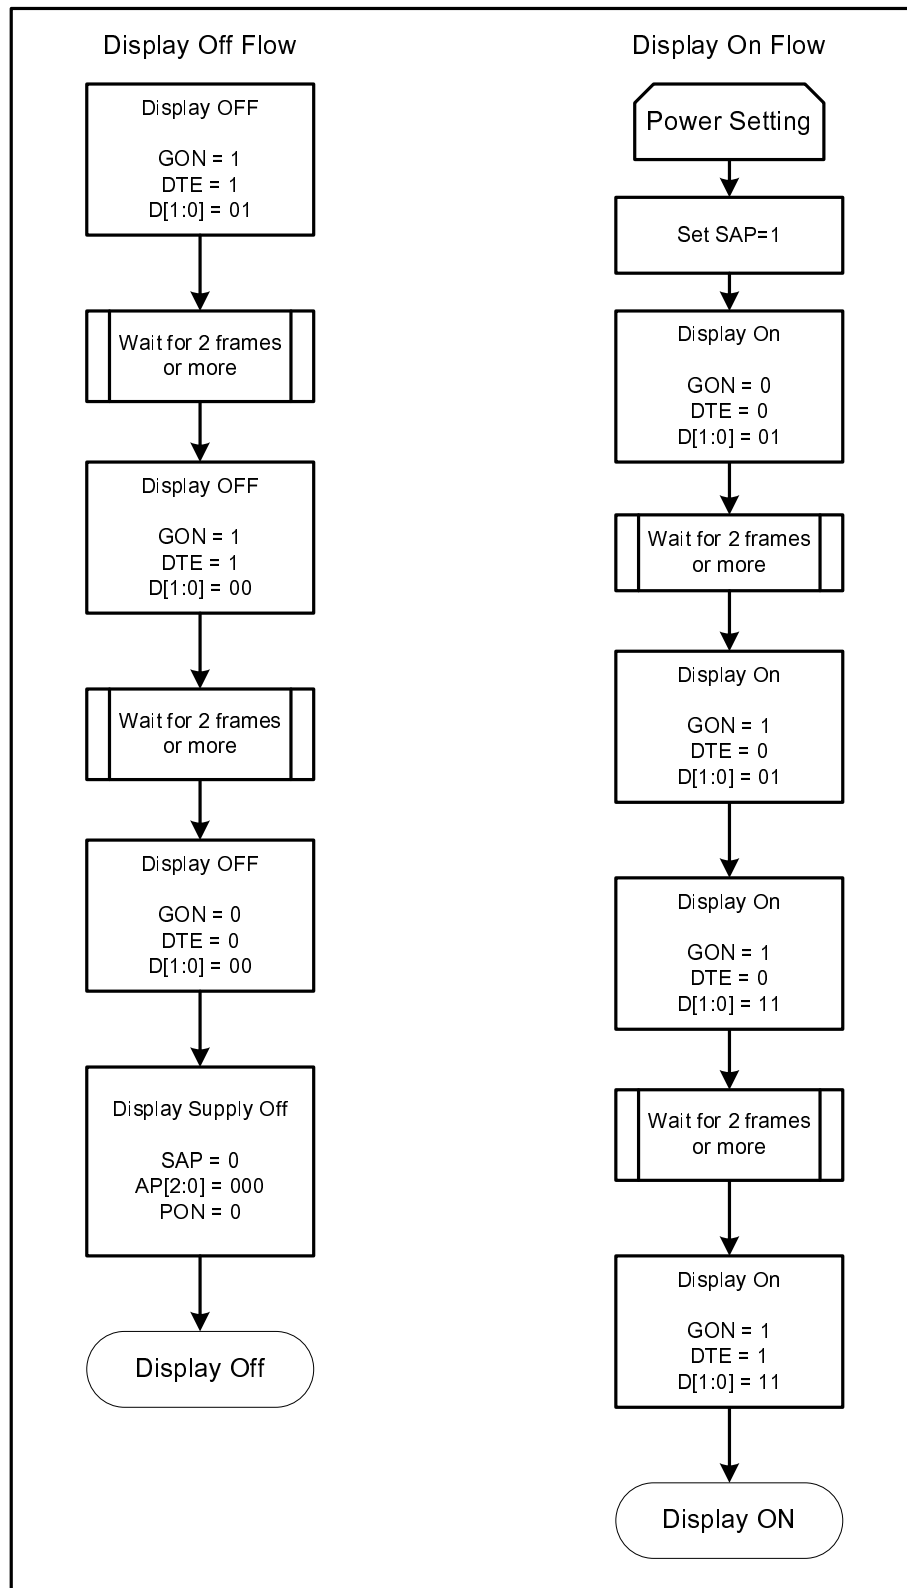 Display Off Flow
Display OFF
GON = 1
DTE = 1
D[1:0] = 01
Wait for 2 frames
or more
Display OFF
GON = 1
DTE = 1
D[1:0] = 00
Wait for 2 frames
or more
Display OFF
GON = 0
DTE = 0
D[1:0] = 00
Display Supply Off
SAP = 0
AP[2:0] = 000
PON = 0
Display Off
Display On Flow
Power Setting
Set SAP=1
Display On
GON = 0
DTE = 0
D[1:0] = 01
Wait for 2 frames
or more
Display On
GON = 1
DTE = 0
D[1:0] = 01
Display On
GON = 1
DTE = 0
D[1:0] = 11
Wait for 2 frames
or more
Display On
GON = 1
DTE = 1
D[1:0] = 11
Display ON